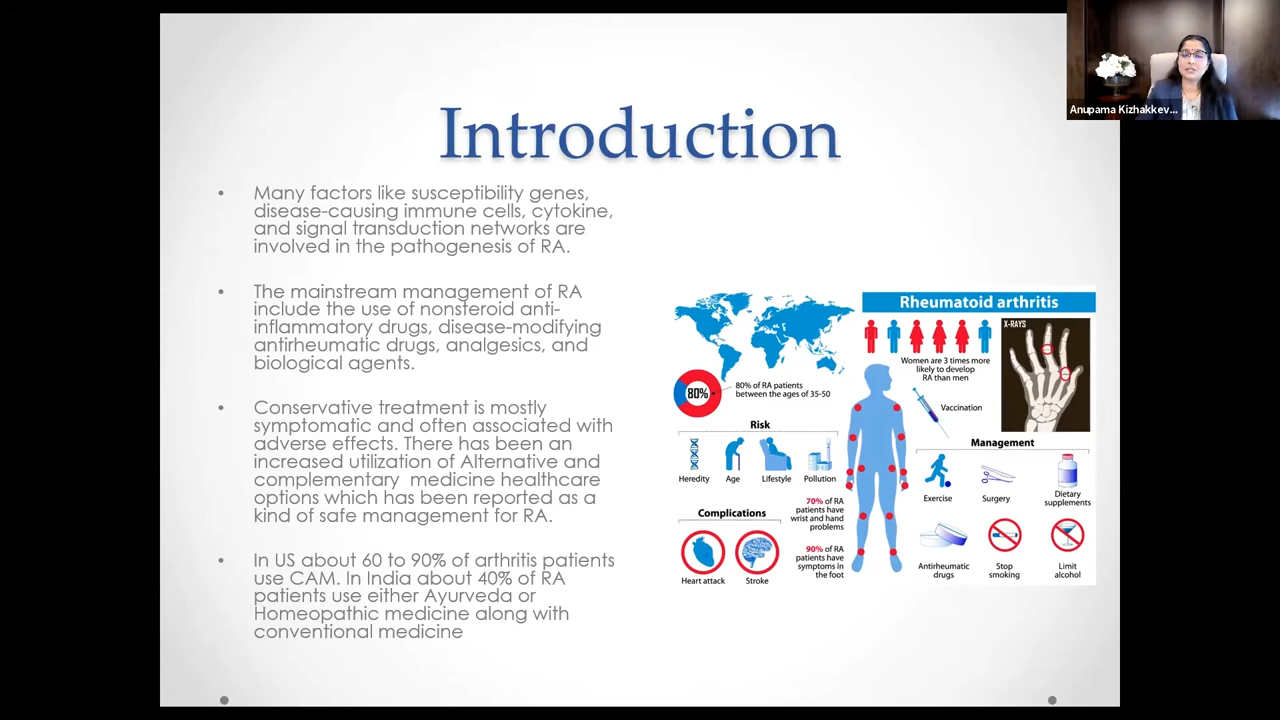 Anupama Kizhakkev...
Introduction
• Many factors like susceptibility genes,
disease-causing immune cells, cytokine,
and signal transduction networks are
involved in the pathogenesis of RA.
• The mainstream management of RA
include the use of nonsteroid anti-
inflammatory drugs, disease-modifying
antirheumatic drugs, analgesics, and
biological agents.
• Conservative treatment is mostly
symptomatic and often associated with
adverse effects. There has been an
increased utilization of Alternative and
complementary medicine healthcare
options which has been reported as a
kind of safe management for RA.
• In US about 60 to 90% of arthritis patients
use CAM. In India about 40% of RA
patients use either Ayurveda or
Homeopathic medicine along with
conventional medicine
Rheumatoid arthritis
X-RAYS
Women are 3 times more
likely to develop
RA than men
80%
80% of RA patients
between the ages of 35-50
Vaccination
Risk
Heredity
Age
Lifestyle
Pollution
Management
Exercise
Surgery
Dietary
supplements
Complications
Heart attack
Stroke
70% of RA
patients have
wrist and hand
problems
90% of RA
patients have
symptoms in
the foot
Antirheumatic
drugs
Stop
smoking
Limit
alcohol